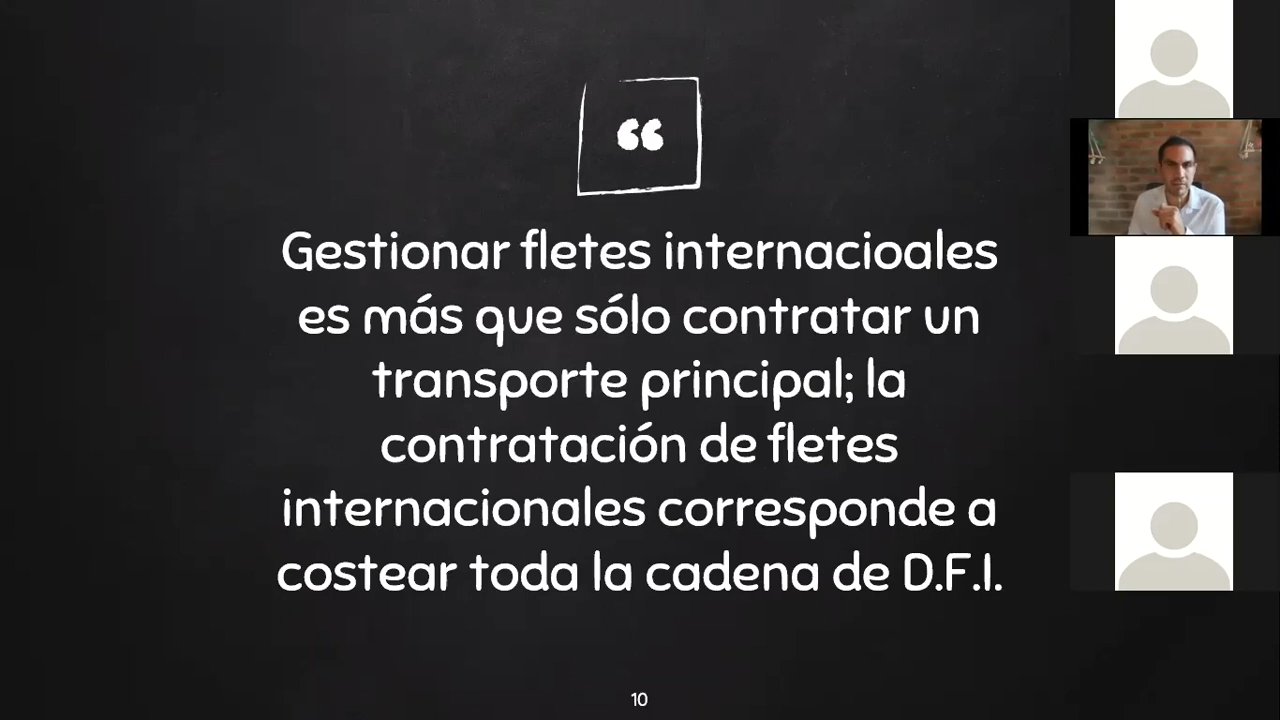 “
Gestionar fletes internacioales
es más que sólo contratar un
transporte principal; la
contratación de fletes
internacionales corresponde a
costear toda la cadena de D.F.I.
10